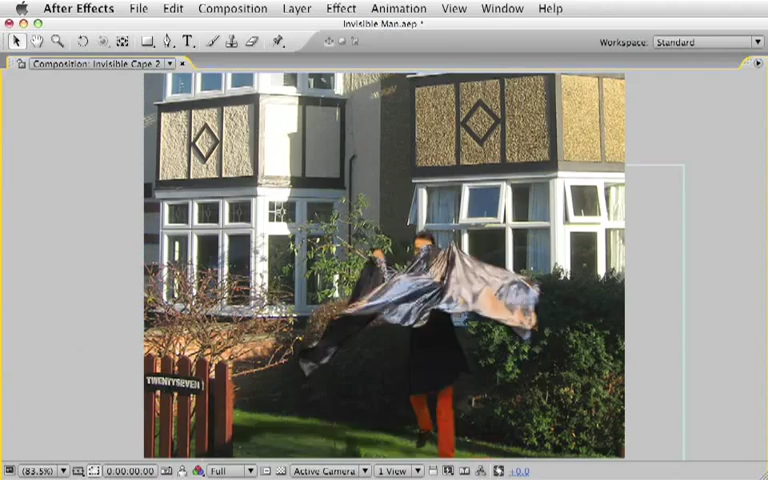 After Effects File Edit Composition Layer Effect Animation View Window Help
Invisible Man.aep *
T Workspace: Standard
Composition: Invisible Cape 2
TWENTYSEVEN
(83.5%) 0:00:00:00 Full Active Camera 1 View +0.0